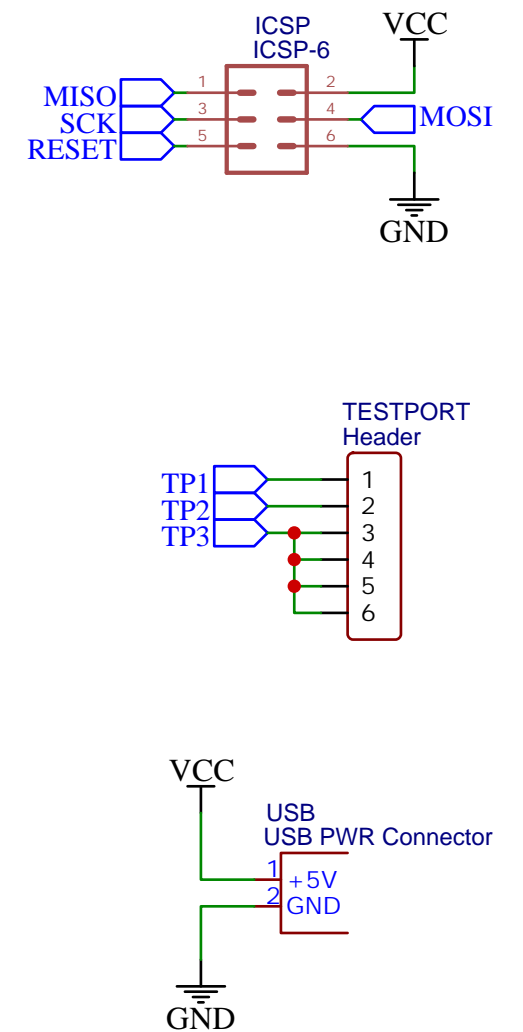 ICSP
ICSP-6
VCC
MISO 1 2
SCK 3 4 MOSI
RESET 5 6
GND
TESTPORT
Header
TP1 1
TP2 2
TP3 3
4
5
6
VCC
USB
USB PWR Connector
1 +5V
2 GND
GND